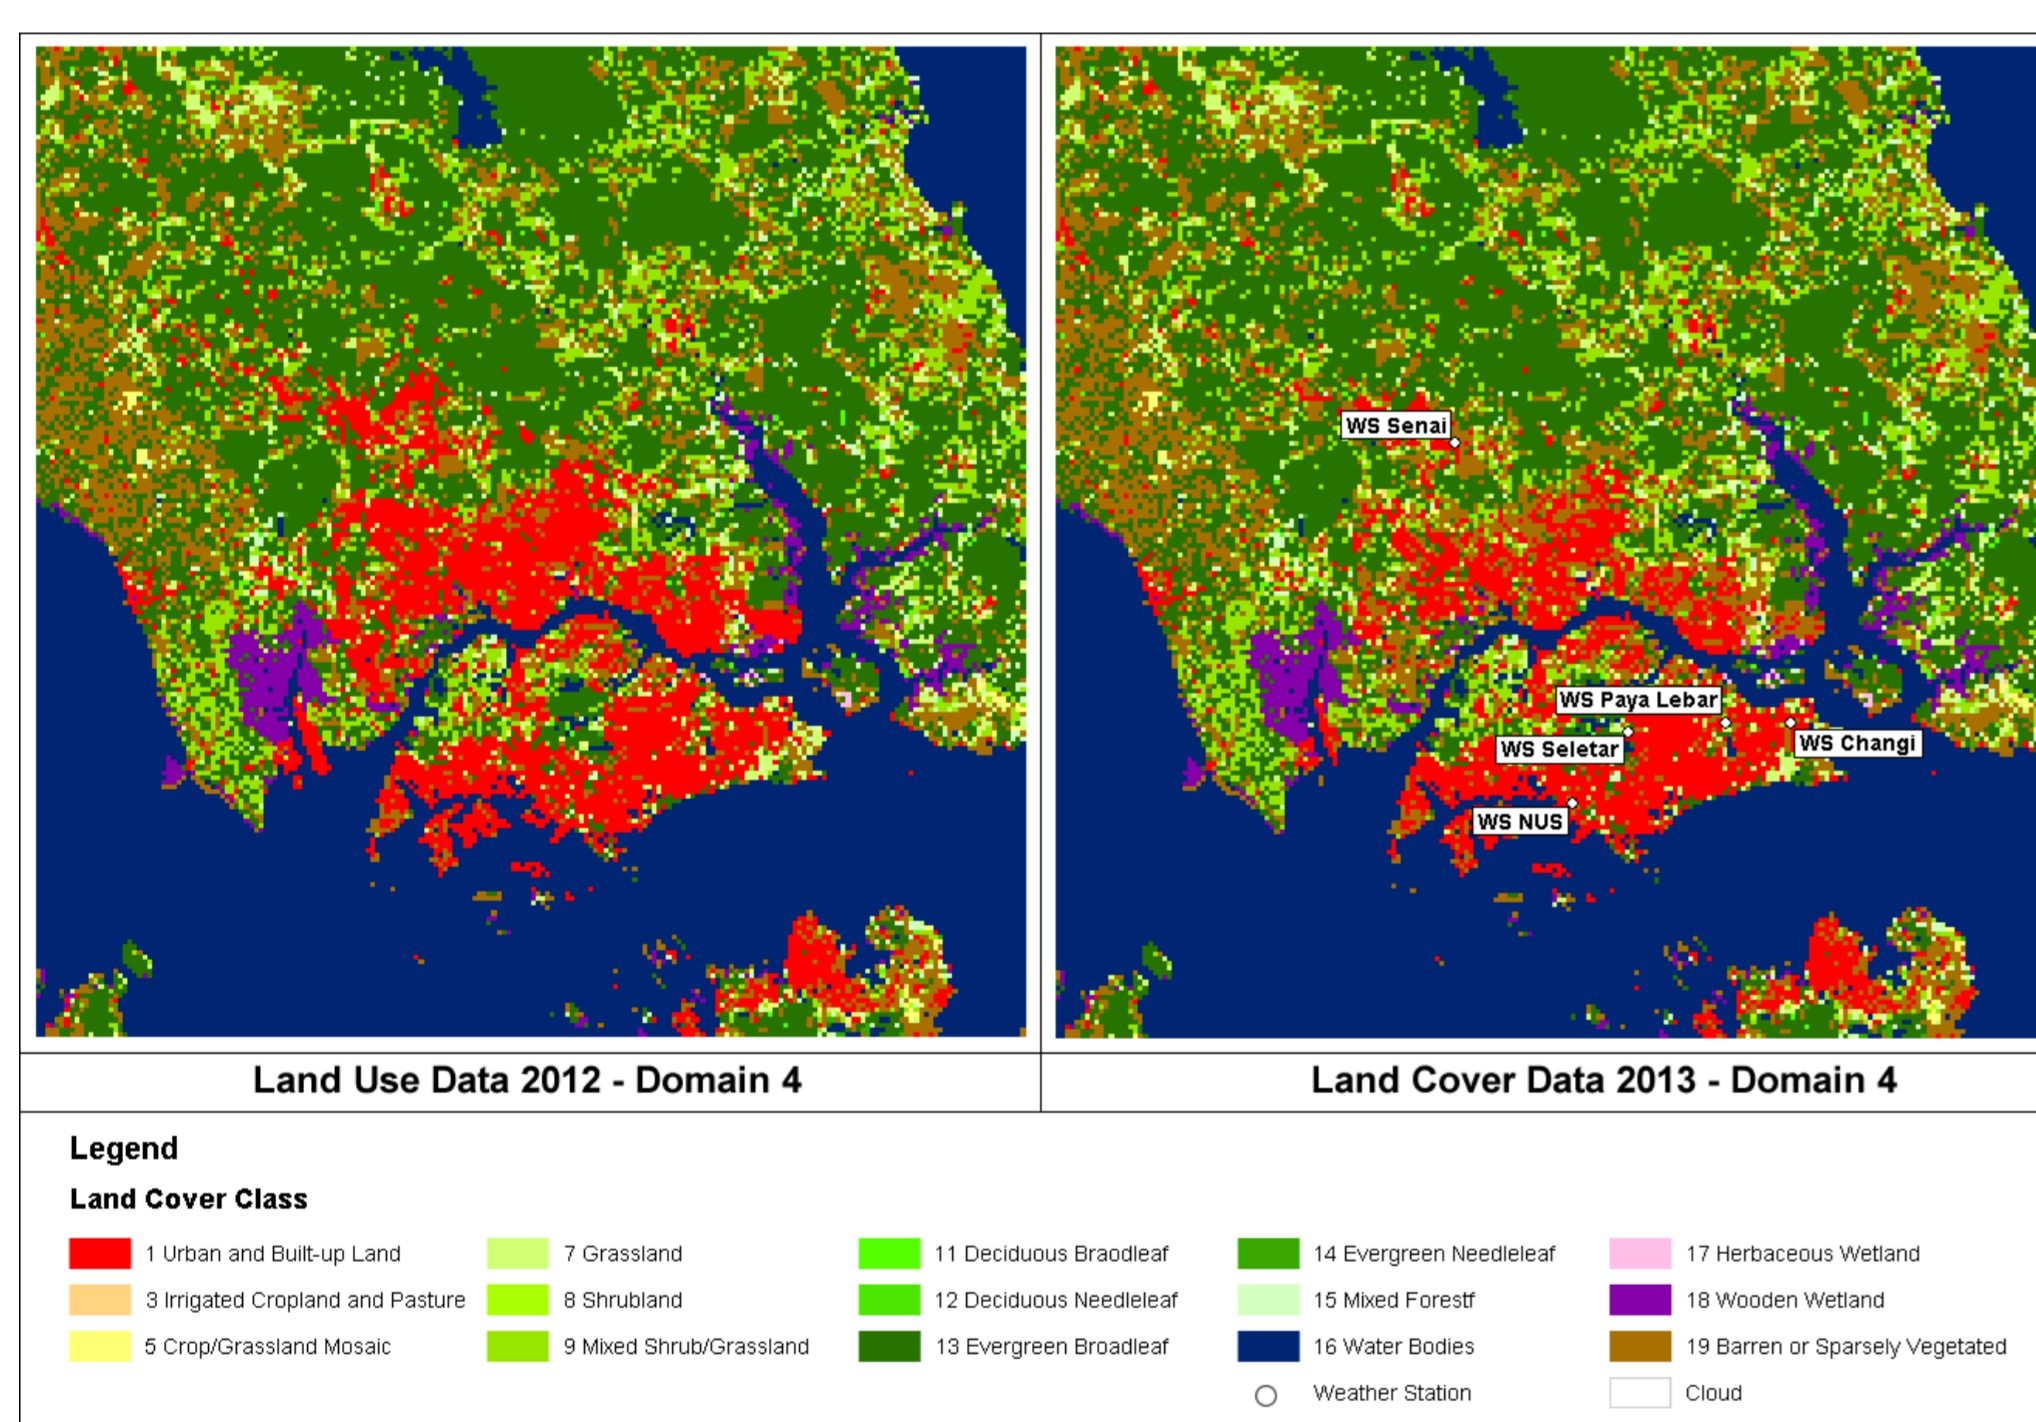 WS Senai
WS Paya Lebar
WS Seletar
WS Changi
WS NUS
Land Use Data 2012 - Domain 4
Land Cover Data 2013 - Domain 4
Legend
Land Cover Class
1 Urban and Built-up Land
7 Grassland
11 Deciduous Braodleaf
14 Evergreen Needleleaf
17 Herbaceous Wetland
3 Irrigated Cropland and Pasture
8 Shrubland
12 Deciduous Needleleaf
15 Mixed Forestf
18 Wooden Wetland
5 Crop/Grassland Mosaic
9 Mixed Shrub/Grassland
13 Evergreen Broadleaf
16 Water Bodies
19 Barren or Sparsely Vegetated
Weather Station
Cloud